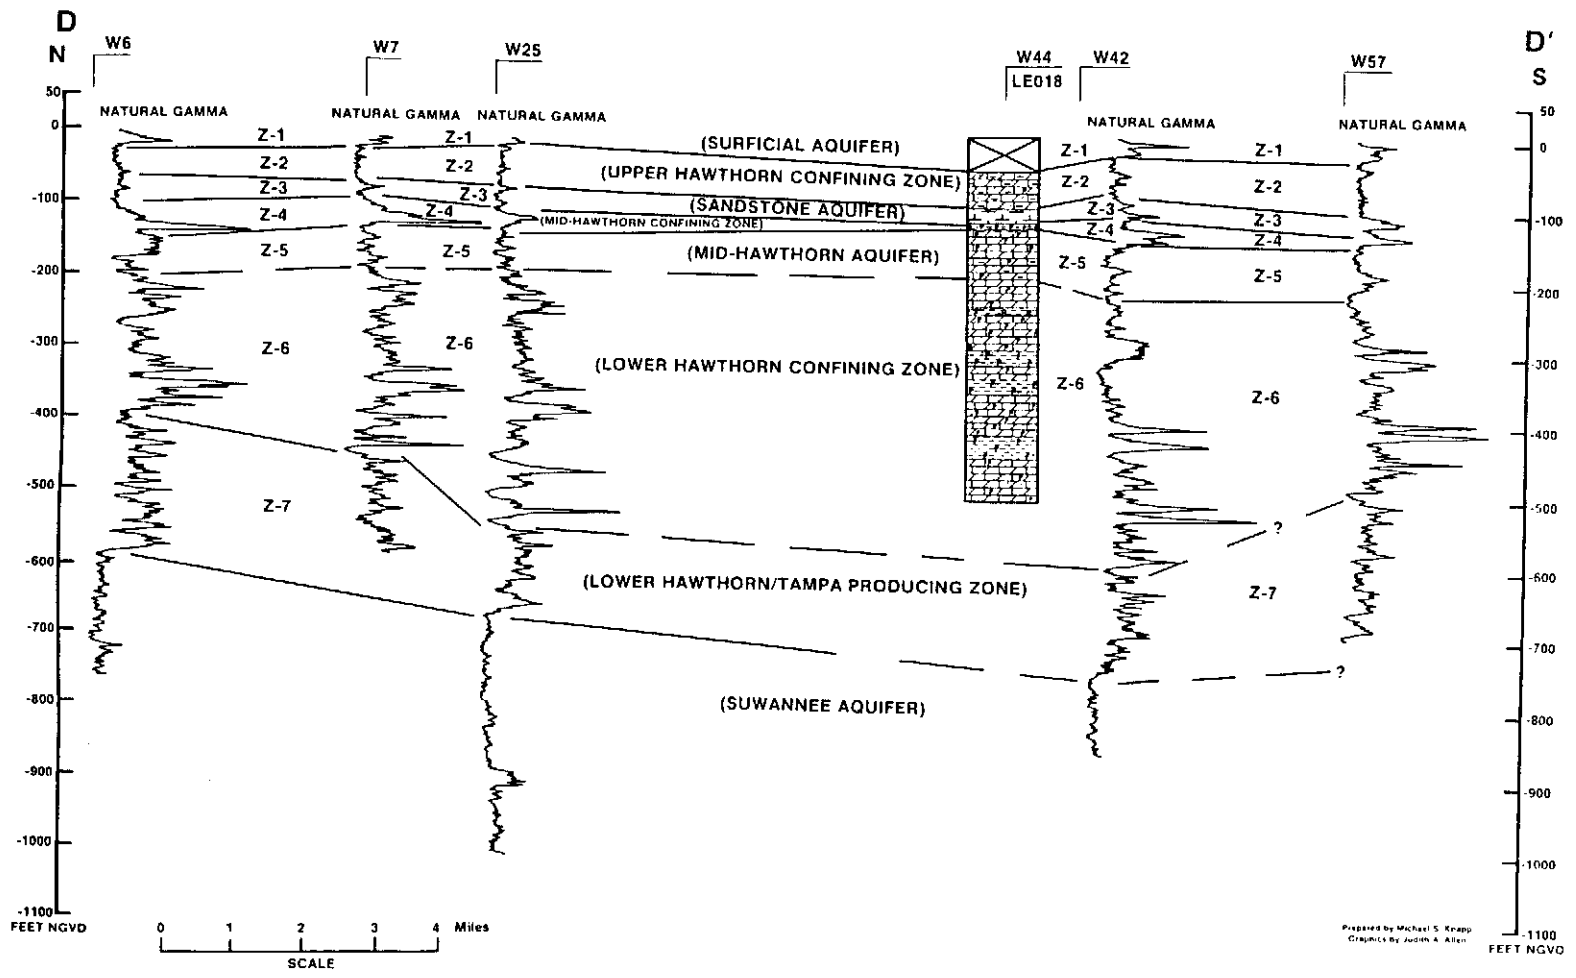 D
N
W6
W7
W25
W44
LE018
W42
W57
D'
S
NATURAL GAMMA
NATURAL GAMMA
NATURAL GAMMA
NATURAL GAMMA
NATURAL GAMMA
50
0
-100
-200
-300
-400
-500
-600
-700
-800
-900
-1000
-1100
FEET NGVD
Z-1
Z-2
Z-3
Z-4
Z-5
Z-6
Z-7
Z-1
Z-2
Z-3
Z-4
Z-5
Z-6
(SURFICIAL AQUIFER)
(UPPER HAWTHORN CONFINING ZONE)
(SANDSTONE AQUIFER)
(MID-HAWTHORN CONFINING ZONE)
(MID-HAWTHORN AQUIFER)
(LOWER HAWTHORN CONFINING ZONE)
(LOWER HAWTHORN/TAMPA PRODUCING ZONE)
(SUWANNEE AQUIFER)
Z-1
Z-2
Z-3
Z-4
Z-5
Z-6
Z-1
Z-2
Z-3
Z-4
Z-5
Z-6
?
Z-7
?
50
0
-100
-200
-300
-400
-500
-600
-700
-800
-900
-1000
-1100
FEET NGVD
0 1 2 3 4 Miles
SCALE
Prepared by Michael S. Knapp
Graphics by Judith A. Allen